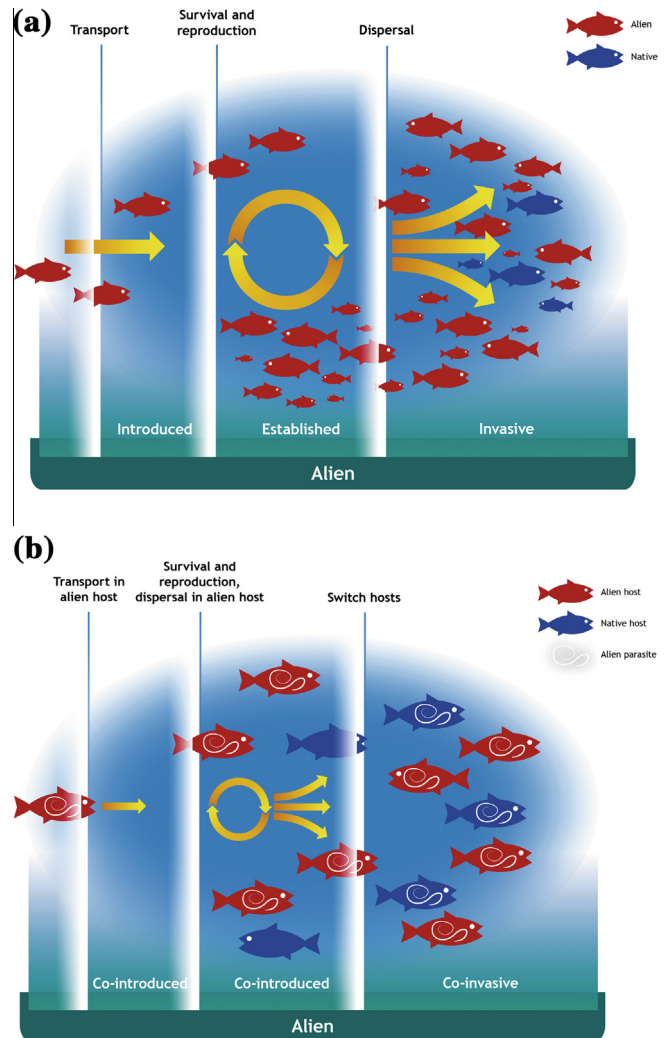 (a)
Transport
Survival and
reproduction
Dispersal
Alien
Native
Introduced
Established
Invasive
Alien
(b)
Transport in
alien host
Survival and
reproduction,
dispersal in alien host
Switch hosts
Alien host
Native host
Alien parasite
Co-introduced
Co-introduced
Co-invasive
Alien